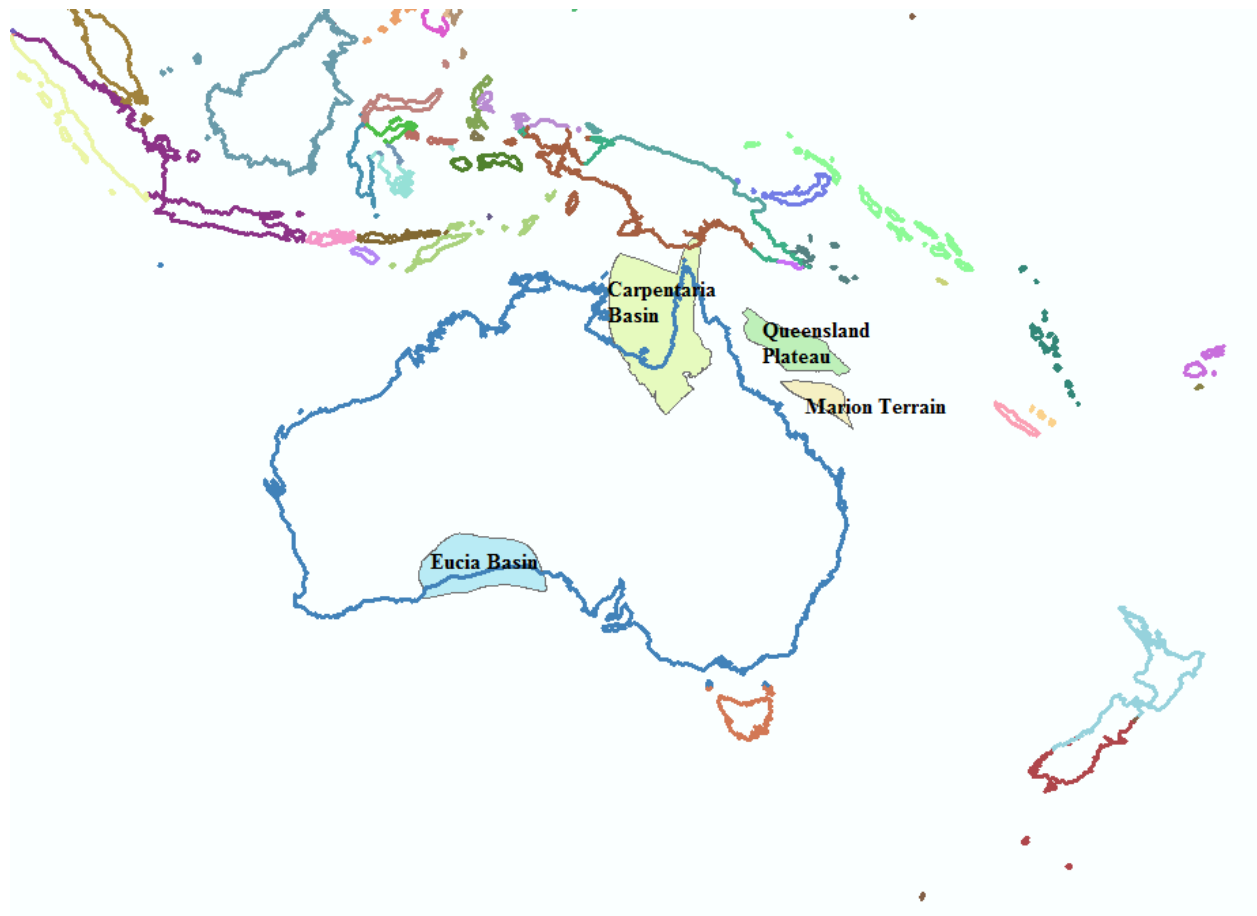 Carpentaria
Basin
Queensland
Plateau
Marion Terrain
Eucia Basin